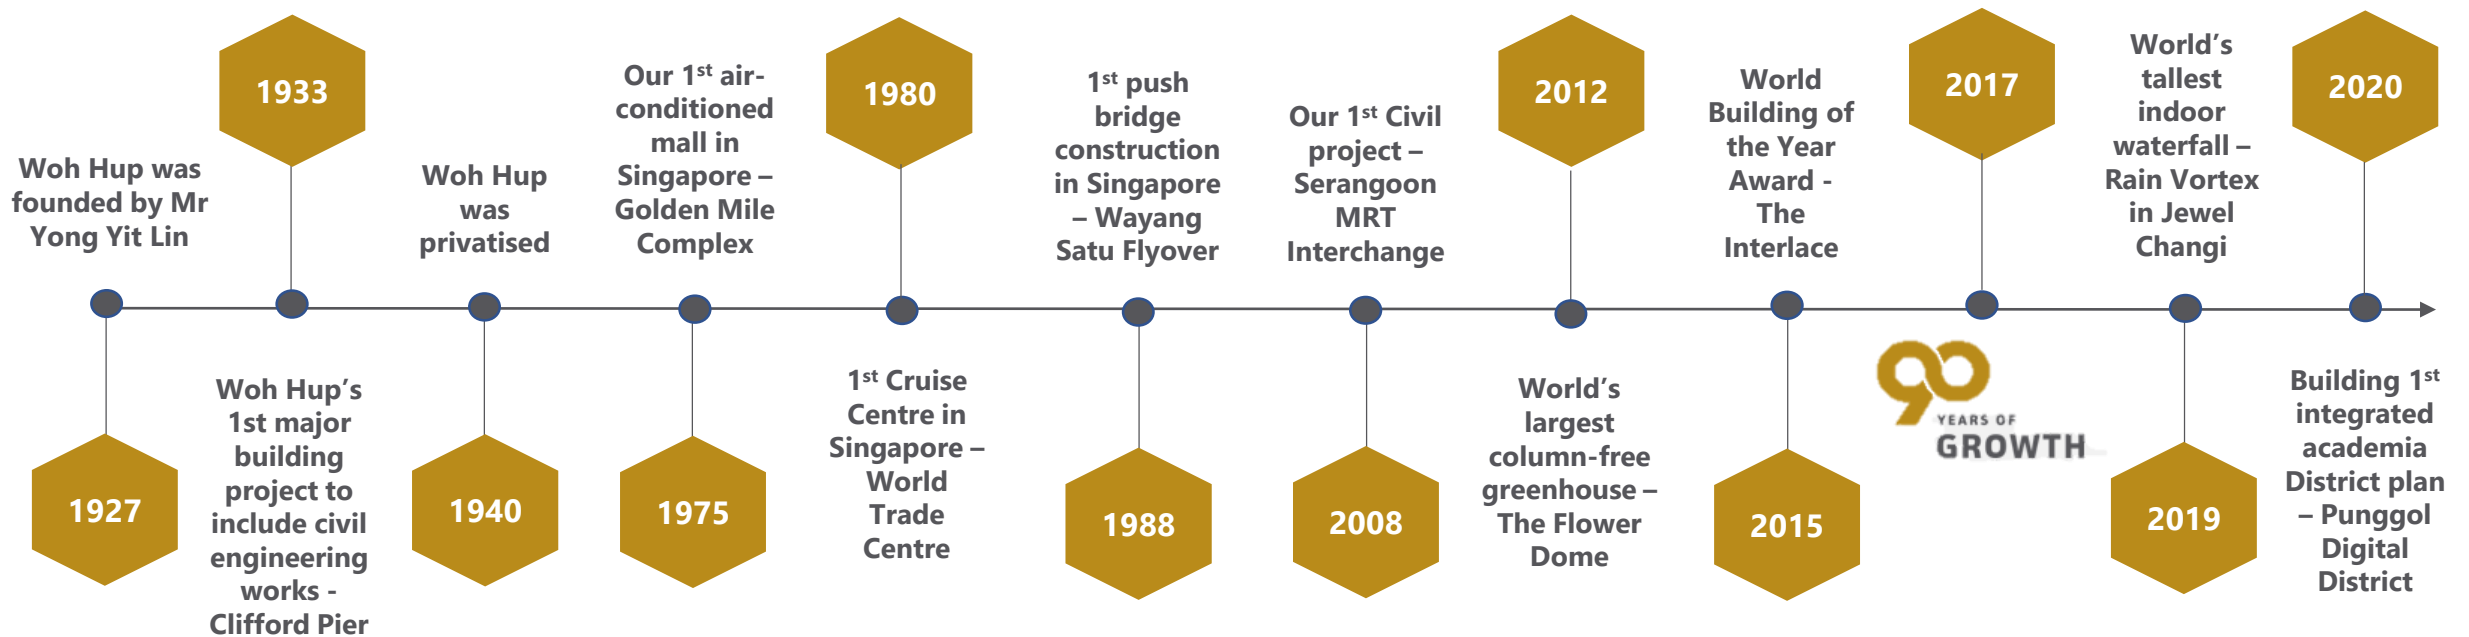 1927
Woh Hup was
founded by Mr
Yong Yit Lin
1933
Woh Hup’s
1st major
building
project to
include civil
engineering
works -
Clifford Pier
1940
Woh Hup
was
privatised
1975
Our 1st air-
conditioned
mall in
Singapore –
Golden Mile
Complex
1980
1st Cruise
Centre in
Singapore –
World
Trade
Centre
1988
1st push
bridge
construction
in Singapore
– Wayang
Satu Flyover
2008
Our 1st Civil
project –
Serangoon
MRT
Interchange
2012
World’s
largest
column-free
greenhouse –
The Flower
Dome
2015
World
Building of
the Year
Award -
The
Interlace
2017
90
YEARS OF
GROWTH
2019
World’s
tallest
indoor
waterfall –
Rain Vortex
in Jewel
Changi
2020
Building 1st
integrated
academia
District plan
– Punggol
Digital
District